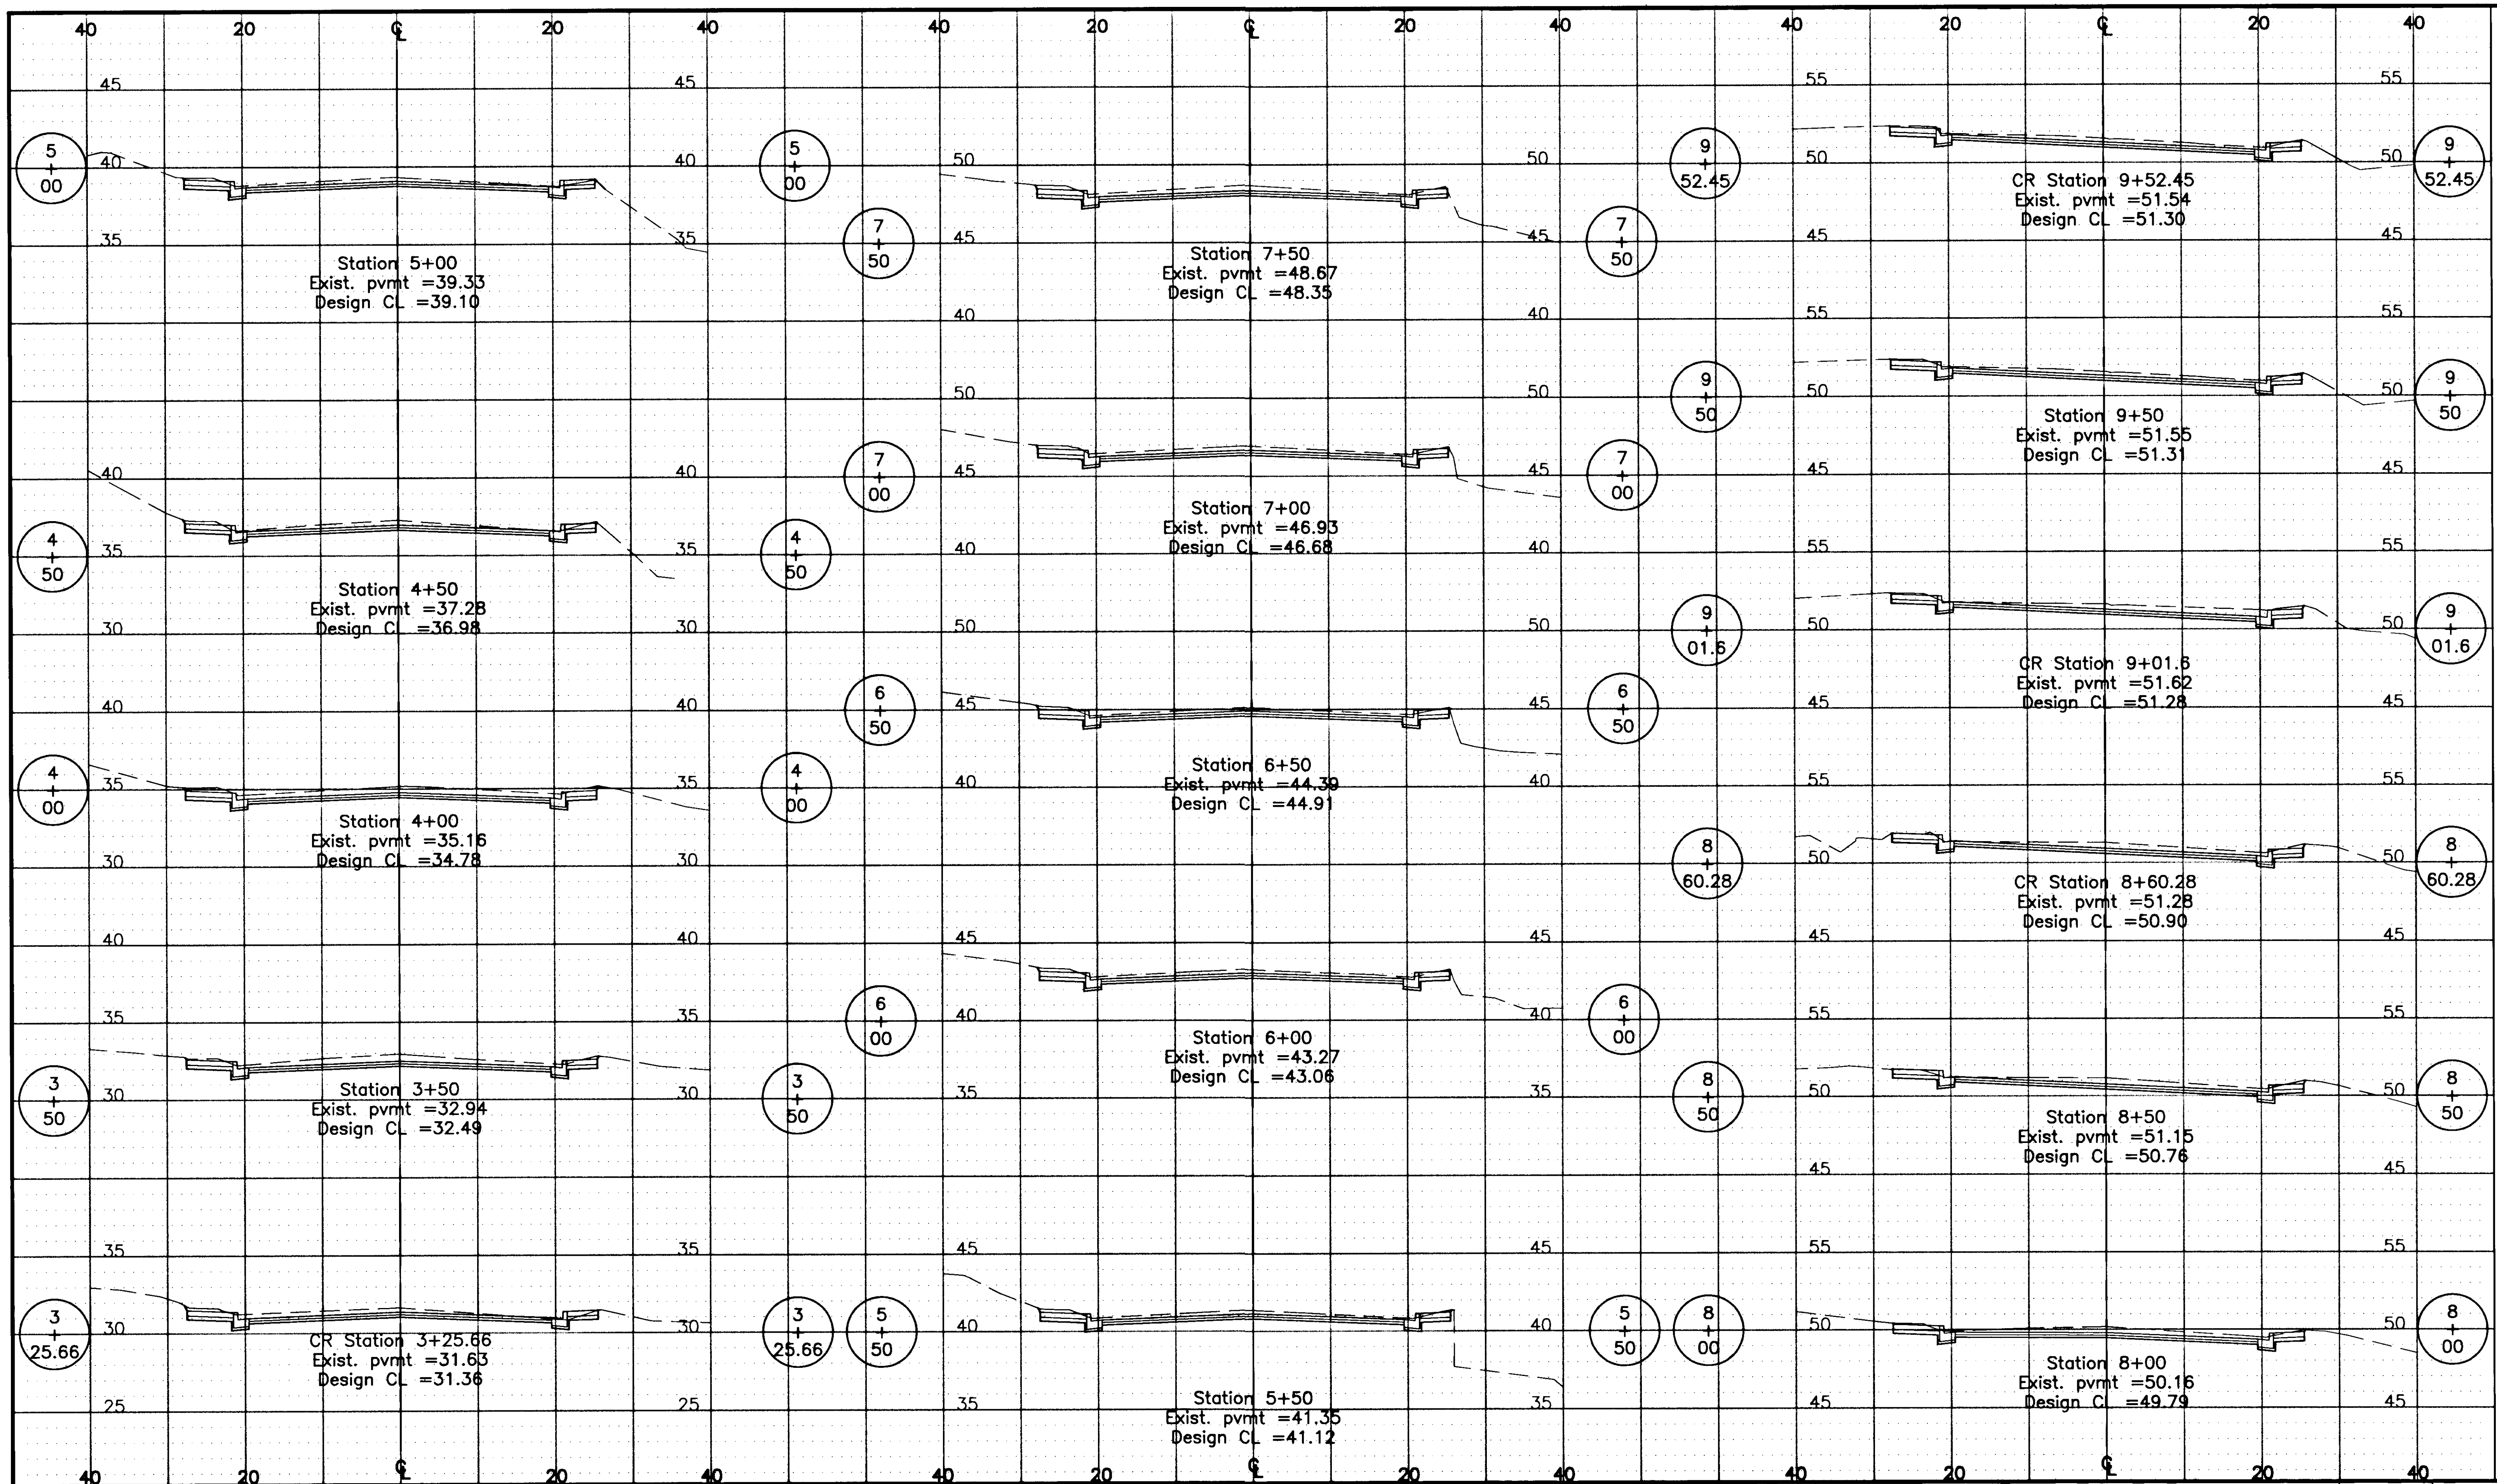 40 20 CL 20 40 40 20 CL 20 40 40 20 CL 20 40
45 45
5
+
00
40 40
5
+
00
35 35
Station 5+00
Exist. pvmt =39.33
Design CL =39.10
40 40
4
+
50
35 35
4
+
50
Station 4+50
Exist. pvmt =37.28
Design CL =36.98
30 30
40 40
4
+
00
35 35
4
+
00
Station 4+00
Exist. pvmt =35.16
Design CL =34.78
30 30
40 40
35 35
3
+
50
30 30
3
+
50
Station 3+50
Exist. pvmt =32.94
Design CL =32.49
35 35
3
+
25.66
30 30
3
+
25.66
CR Station 3+25.66
Exist. pvmt =31.63
Design CL =31.36
25 25
50 50
7
+
50
45 45
7
+
50
Station 7+50
Exist. pvmt =48.67
Design CL =48.35
40 40
50 50
7
+
00
45 45
7
+
00
Station 7+00
Exist. pvmt =46.93
Design CL =46.68
40 40
50 50
6
+
50
45 45
6
+
50
Station 6+50
Exist. pvmt =44.39
Design CL =44.91
40 40
45 45
6
+
00
40 40
6
+
00
Station 6+00
Exist. pvmt =43.27
Design CL =43.06
35 35
45 45
5
+
50
40 40
5
+
50
Station 5+50
Exist. pvmt =41.35
Design CL =41.12
35 35
55 55
9
+
52.45
50 50
9
+
52.45
CR Station 9+52.45
Exist. pvmt =51.54
Design CL =51.30
45 45
55 55
9
+
50
50 50
9
+
50
Station 9+50
Exist. pvmt =51.55
Design CL =51.31
45 45
55 55
9
+
01.6
50 50
9
+
01.6
CR Station 9+01.6
Exist. pvmt =51.62
Design CL =51.28
45 45
55 55
8
+
60.28
50 50
8
+
60.28
CR Station 8+60.28
Exist. pvmt =51.28
Design CL =50.90
45 45
55 55
8
+
50
50 50
8
+
50
Station 8+50
Exist. pvmt =51.15
Design CL =50.76
45 45
55 55
8
+
00
50 50
8
+
00
Station 8+00
Exist. pvmt =50.16
Design CL =49.79
45 45
40 20 CL 20 40 40 20 CL 20 40 40 20 CL 20 40